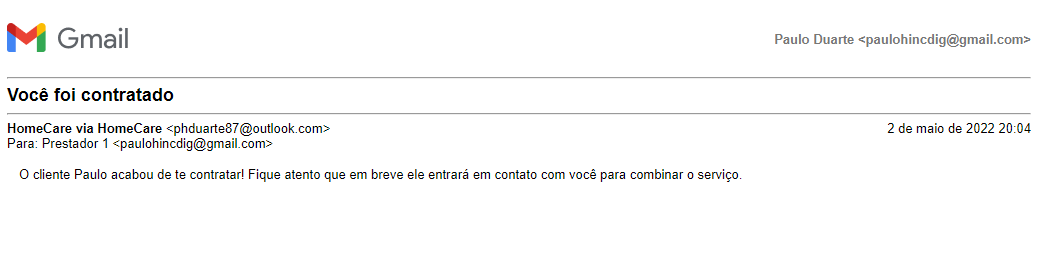 Gmail
Paulo Duarte <paulohincdig@gmail.com>
Você foi contratado
HomeCare via HomeCare <phduarte87@outlook.com>
2 de maio de 2022 20:04
Para: Prestador 1 <paulohincdig@gmail.com>
O cliente Paulo acabou de te contratar! Fique atento que em breve ele entrará em contato com você para combinar o serviço.